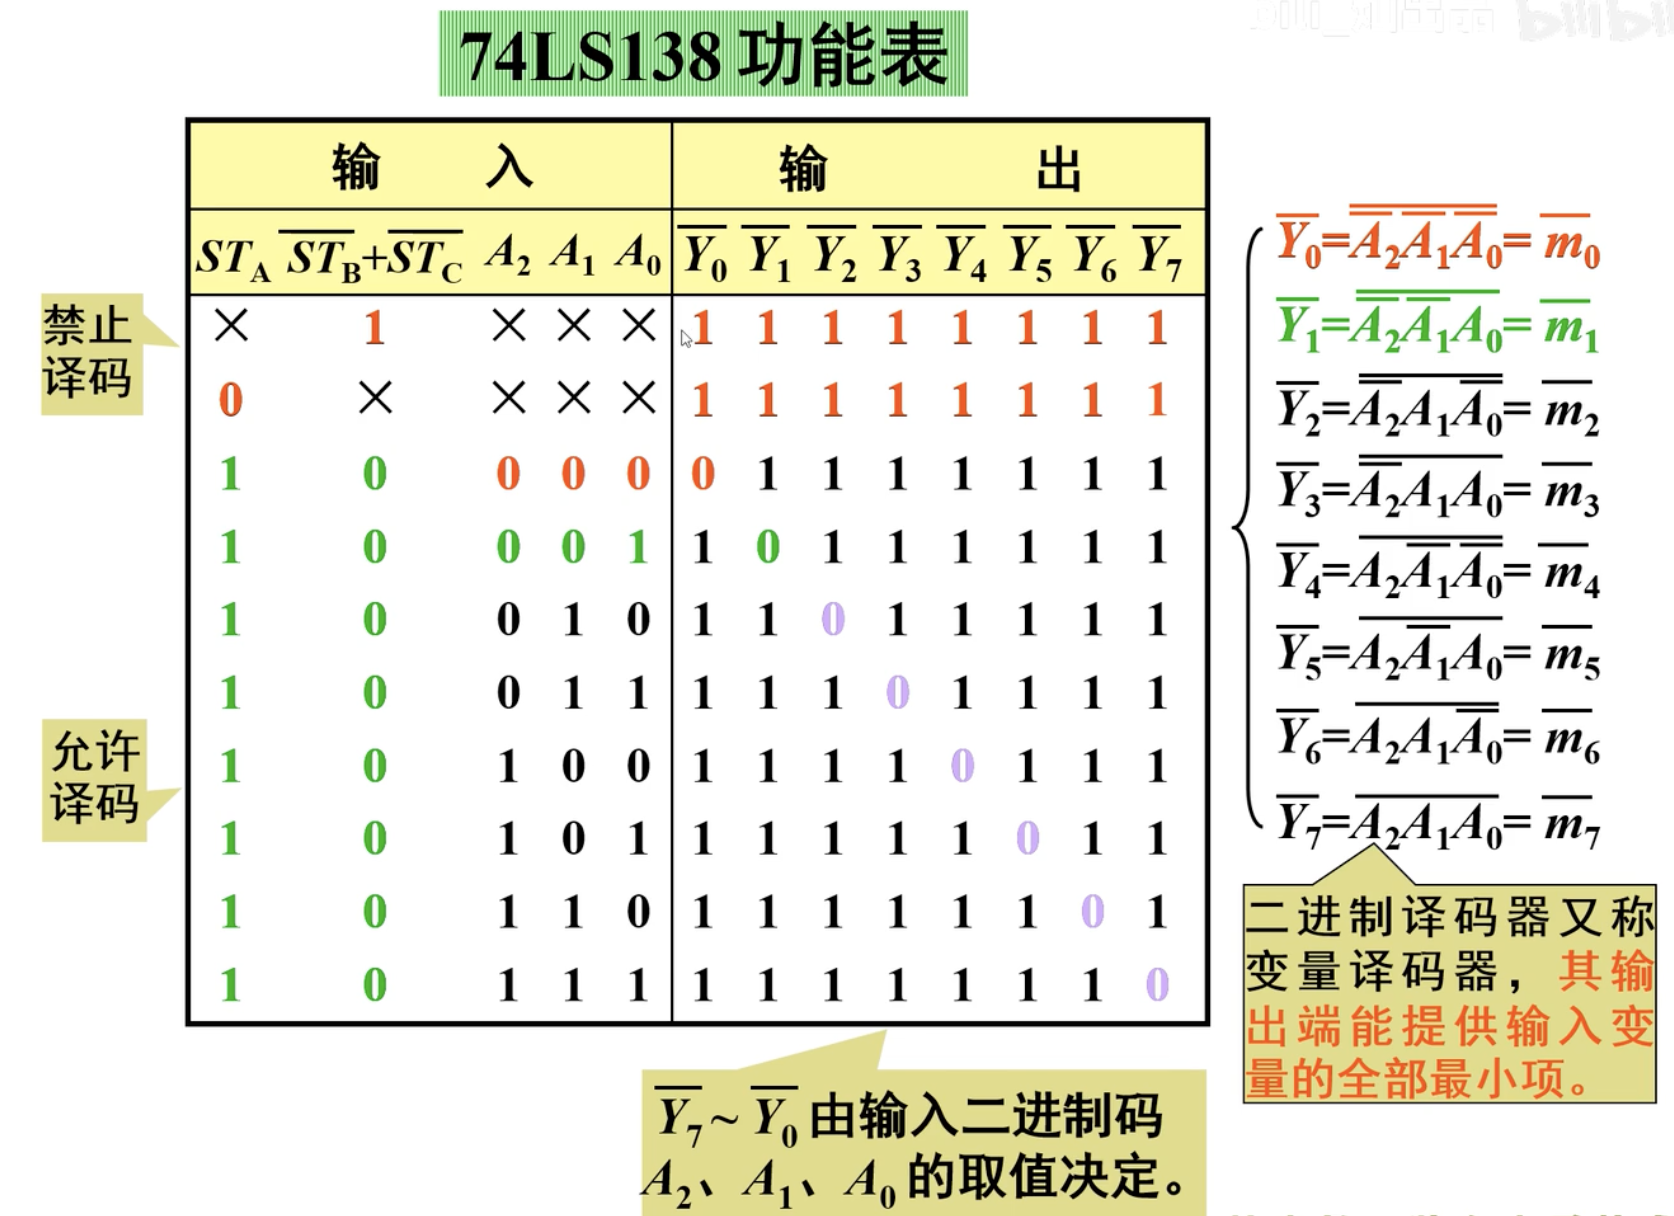 74LS138 功能表
输 入 输 出
ST_A \overline{ST_B}+\overline{ST_C} A_2 A_1 A_0 \overline{Y_0} \overline{Y_1} \overline{Y_2} \overline{Y_3} \overline{Y_4} \overline{Y_5} \overline{Y_6} \overline{Y_7}
× 1 × × × 1 1 1 1 1 1 1 1
0 × × × × 1 1 1 1 1 1 1 1
1 0 0 0 0 0 1 1 1 1 1 1 1
1 0 0 0 1 1 0 1 1 1 1 1 1
1 0 0 1 0 1 1 0 1 1 1 1 1
1 0 0 1 1 1 1 1 0 1 1 1 1
1 0 1 0 0 1 1 1 1 0 1 1 1
1 0 1 0 1 1 1 1 1 1 0 1 1
1 0 1 1 0 1 1 1 1 1 1 0 1
1 0 1 1 1 1 1 1 1 1 1 1 0
禁止
译码
允许
译码
\overline{Y_0}=\overline{\overline{A_2}\overline{A_1}\overline{A_0}}=\overline{m_0}
\overline{Y_1}=\overline{\overline{A_2}\overline{A_1}A_0}=\overline{m_1}
\overline{Y_2}=\overline{\overline{A_2}A_1\overline{A_0}}=\overline{m_2}
\overline{Y_3}=\overline{\overline{A_2}A_1A_0}=\overline{m_3}
\overline{Y_4}=\overline{A_2\overline{A_1}\overline{A_0}}=\overline{m_4}
\overline{Y_5}=\overline{A_2\overline{A_1}A_0}=\overline{m_5}
\overline{Y_6}=\overline{A_2A_1\overline{A_0}}=\overline{m_6}
\overline{Y_7}=\overline{A_2A_1A_0}=\overline{m_7}
二进制译码器又称
变量译码器，其输
出端能提供输入变
量的全部最小项。
\overline{Y_7}~\overline{Y_0} 由输入二进制码
A_2、A_1、A_0 的取值决定。